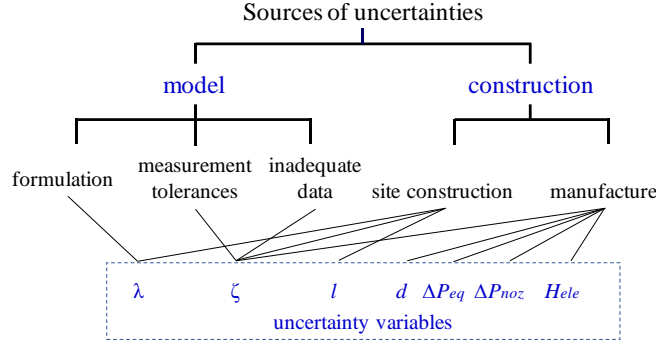 Sources of uncertainties
model construction
formulation measurement tolerances inadequate data site construction manufacture
λ ζ l d ΔPeq ΔPnoz Hele
uncertainty variables